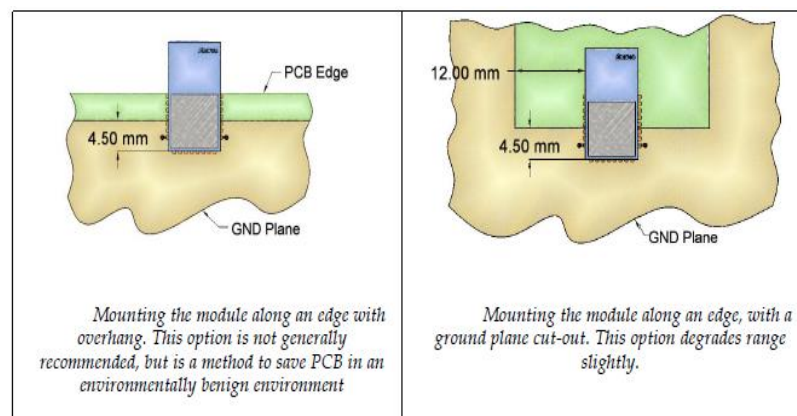 PCB Edge
4.50 mm
GND Plane
Mounting the module along an edge with
overhang. This option is not generally
recommended, but is a method to save PCB in an
environmentally benign environment
12.00 mm
4.50 mm
GND Plane
Mounting the module along an edge, with a
ground plane cut-out. This option degrades range
slightly.